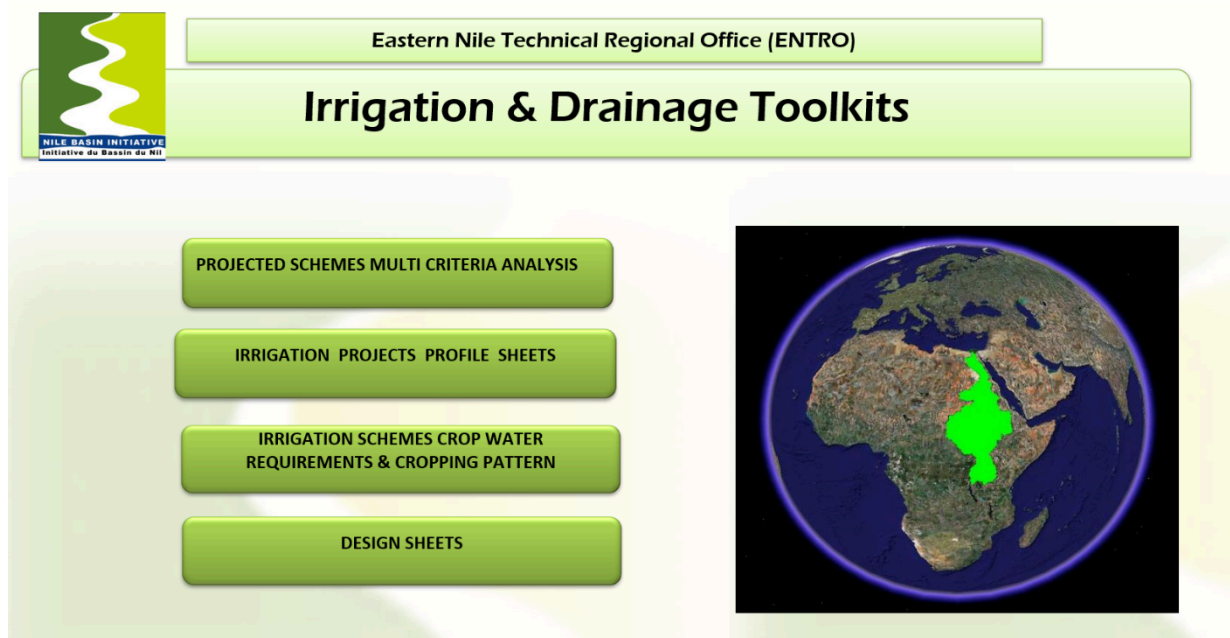 Eastern Nile Technical Regional Office (ENTRO)
Irrigation & Drainage Toolkits
NILE BASIN INITIATIVE
Initiative du Bassin du Nil
PROJECTED SCHEMES MULTI CRITERIA ANALYSIS
IRRIGATION PROJECTS PROFILE SHEETS
IRRIGATION SCHEMES CROP WATER
REQUIREMENTS & CROPPING PATTERN
DESIGN SHEETS